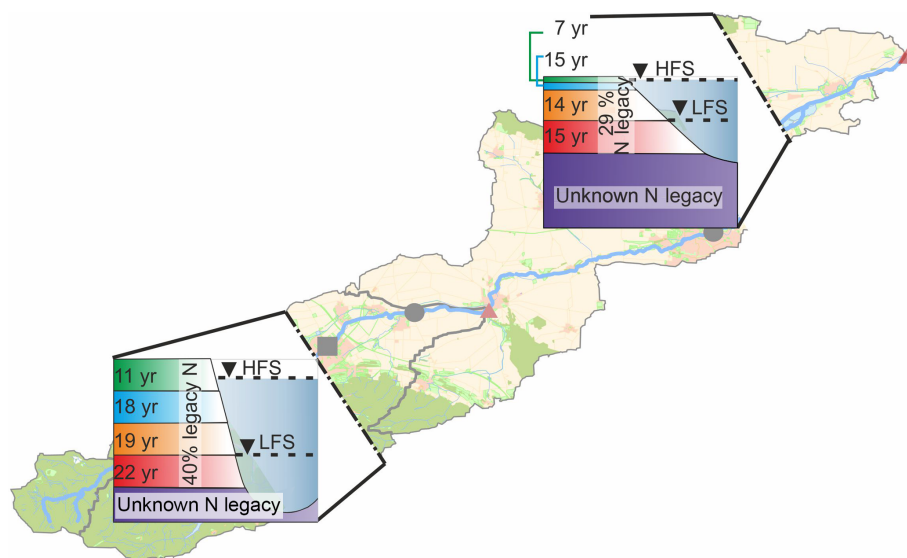 7 yr
15 yr
HFS
14 yr
LFS
15 yr
29 %
N legacy
Unknown N legacy
HFS
11 yr
18 yr
LFS
19 yr
22 yr
40% legacy N
Unknown N legacy